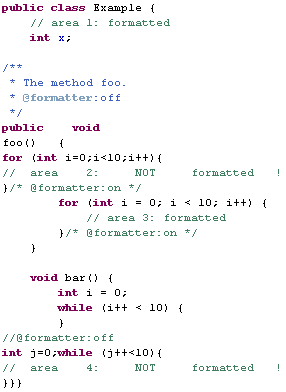 public class Example {
    // area 1: formatted
    int x;

/**
 * The method foo.
 * @formatter:off
 */
public    void
foo()   {
for (int i=0;i<10;i++){
//  area    2:     NOT     formatted   !
}/* @formatter:on */
        for (int i = 0; i < 10; i++) {
            // area 3: formatted
        }/* @formatter:on */
    }

    void bar() {
        int i = 0;
        while (i++ < 10) {
        }
//@formatter:off
int j=0;while (j++<10){
//  area    4:     NOT     formatted   !
}}}